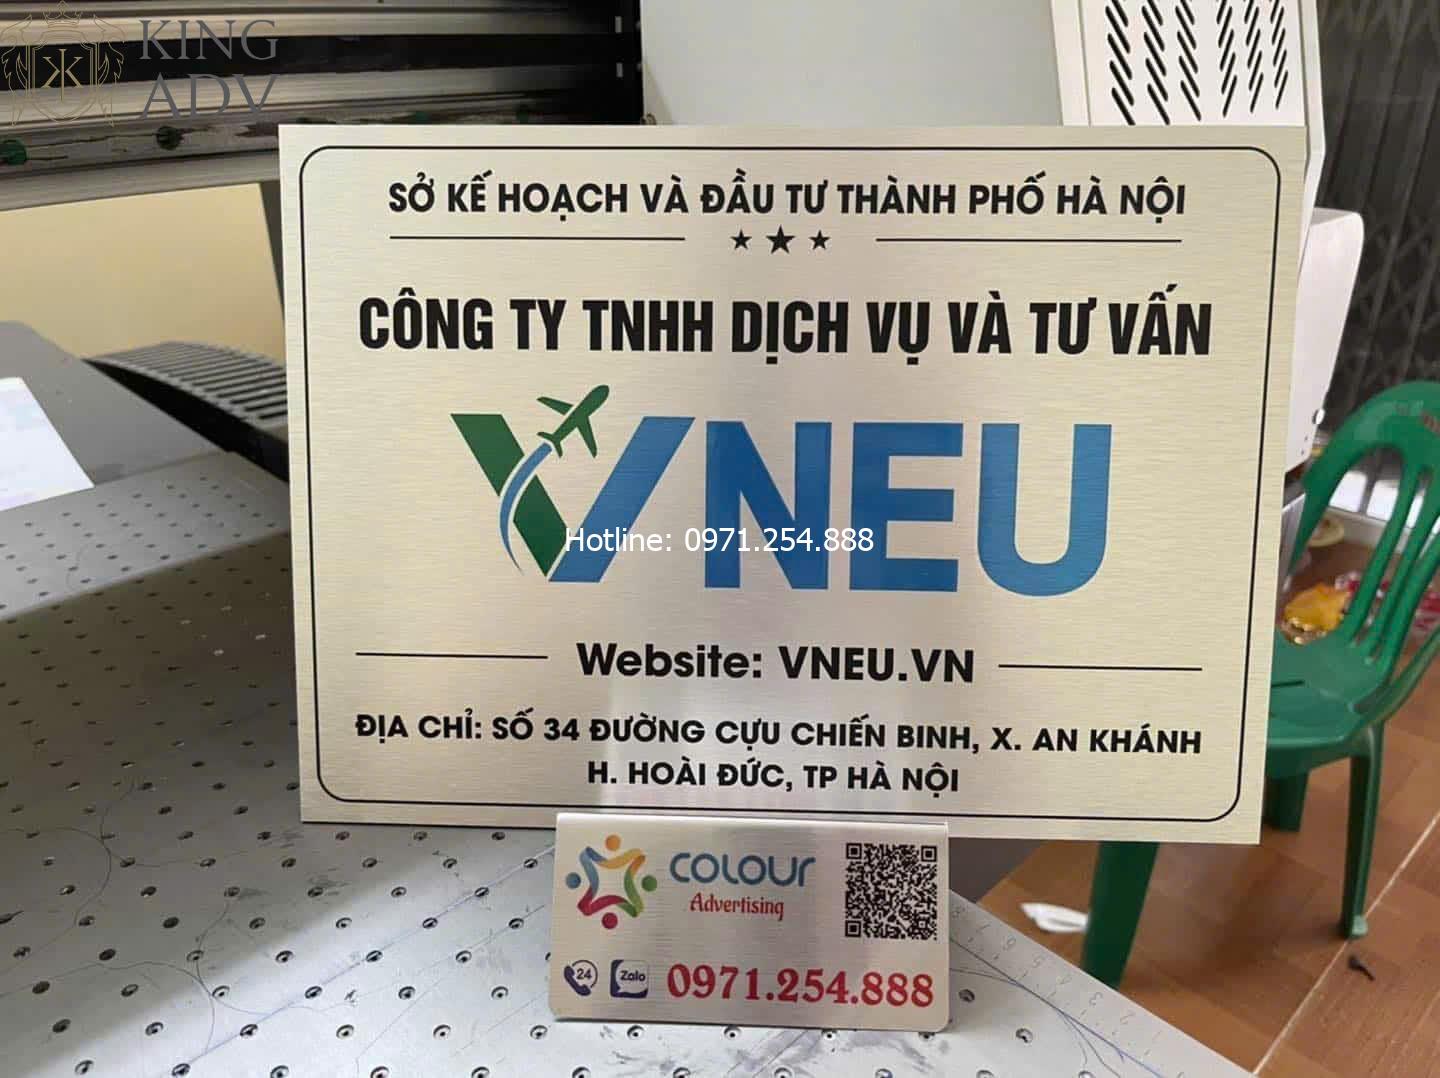 KING
ADV
SỞ KẾ HOẠCH VÀ ĐẦU TƯ THÀNH PHỐ HÀ NỘI
CÔNG TY TNHH DỊCH VỤ VÀ TƯ VẤN
VNEU
Hotline: 0971.254.888
Website: VNEU.VN
ĐỊA CHỈ: SỐ 34 ĐƯỜNG CỰU CHIẾN BINH, X. AN KHÁNH
H. HOÀI ĐỨC, TP HÀ NỘI
COLOUR
Advertising
24 Zalo 0971.254.888